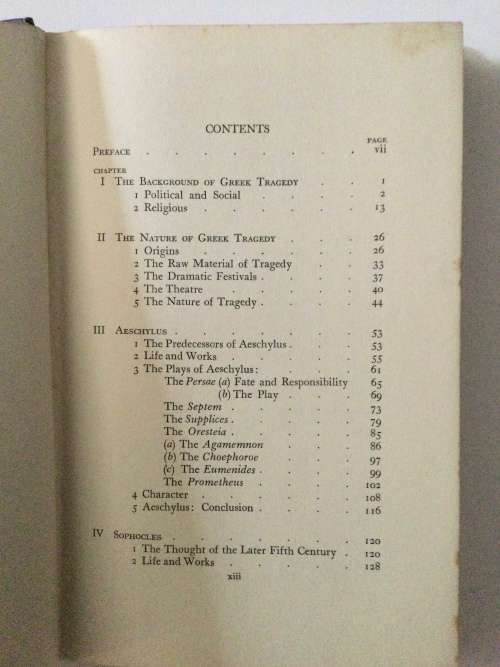 CONTENTS
PAGE
PREFACE . . . . . . . . vii
CHAPTER
I THE BACKGROUND OF GREEK TRAGEDY . . 1
1 Political and Social . . . . 2
2 Religious . . . . . . 13
II THE NATURE OF GREEK TRAGEDY . . . 26
1 Origins . . . . . . 26
2 The Raw Material of Tragedy . . . 33
3 The Dramatic Festivals . . . . 37
4 The Theatre . . . . . 40
5 The Nature of Tragedy . . . . 44
III AESCHYLUS . . . . . . . 53
1 The Predecessors of Aeschylus . . . 53
2 Life and Works . . . . . 55
3 The Plays of Aeschylus: . . . . 61
The Persae (a) Fate and Responsibility 65
(b) The Play . . . 69
The Septem . . . . . 73
The Supplices . . . . . 79
The Oresteia . . . . . 85
(a) The Agamemnon . . . 86
(b) The Choephoroe . . . 97
(c) The Eumenides . . . . 99
The Prometheus . . . . 102
4 Character . . . . . . 108
5 Aeschylus: Conclusion . . . . 116
IV SOPHOCLES . . . . . . . 120
1 The Thought of the Later Fifth Century . 120
2 Life and Works . . . . . 128
xiii